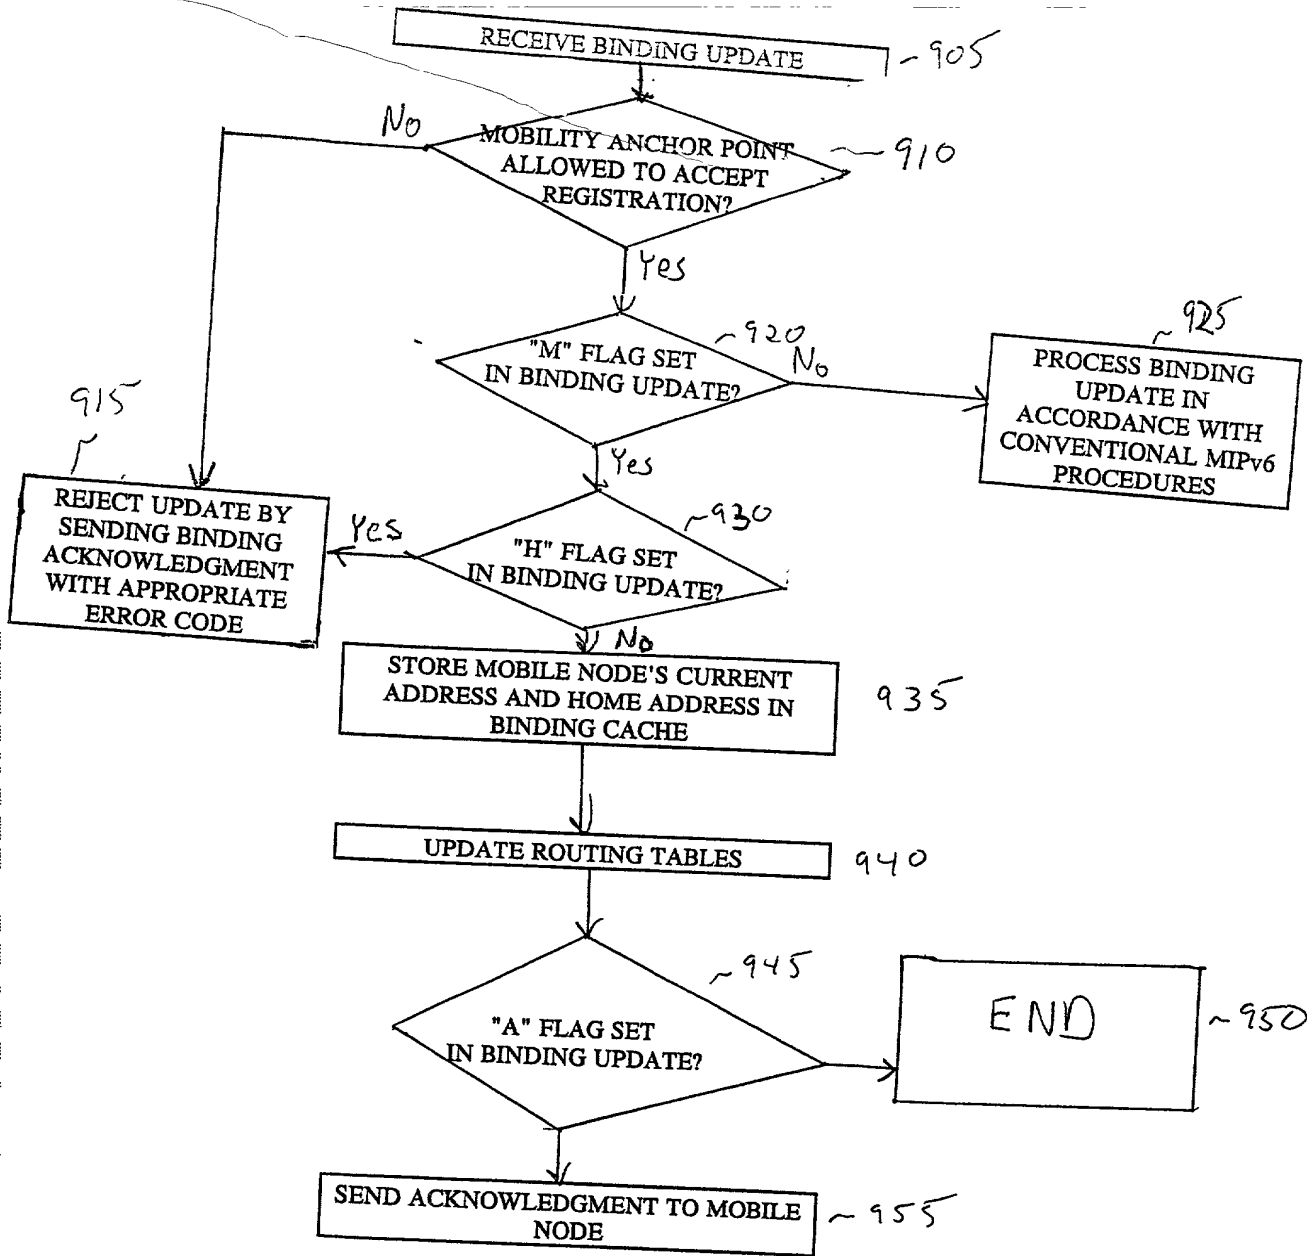 RECEIVE BINDING UPDATE
~905
No
MOBILITY ANCHOR POINT
ALLOWED TO ACCEPT
REGISTRATION?
~910
Yes
"M" FLAG SET
IN BINDING UPDATE?
~920
No
~925
PROCESS BINDING
UPDATE IN
ACCORDANCE WITH
CONVENTIONAL MIPv6
PROCEDURES
915
REJECT UPDATE BY
SENDING BINDING
ACKNOWLEDGMENT
WITH APPROPRIATE
ERROR CODE
Yes
Yes
"H" FLAG SET
IN BINDING UPDATE?
~930
No
STORE MOBILE NODE'S CURRENT
ADDRESS AND HOME ADDRESS IN
BINDING CACHE
935
UPDATE ROUTING TABLES
940
"A" FLAG SET
IN BINDING UPDATE?
~945
END
~950
SEND ACKNOWLEDGMENT TO MOBILE
NODE
~955